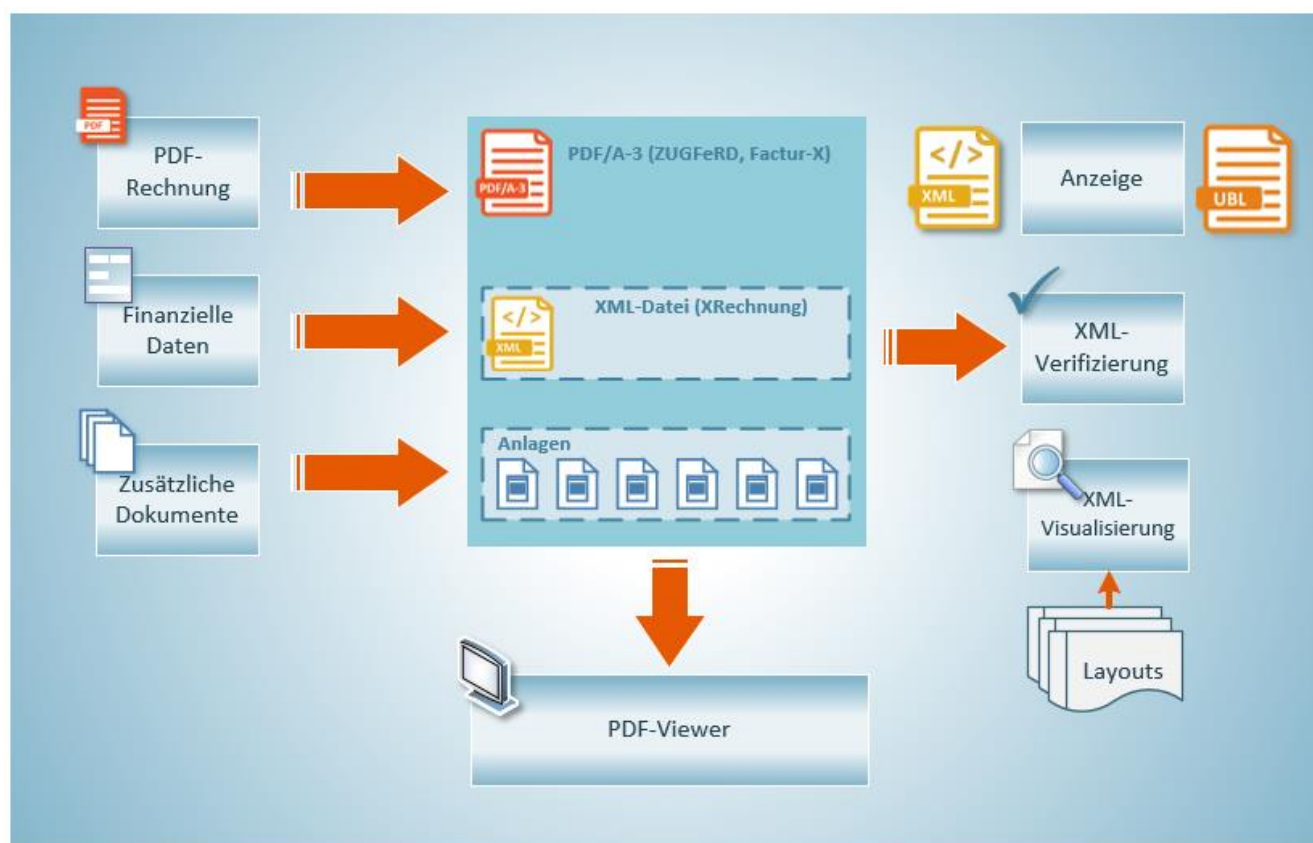 PDF
PDF-
Rechnung
Finanzielle
Daten
Zusätzliche
Dokumente
PDF/A-3 (ZUGFeRD, Factur-X)
PDF/A-3
XML-Datei (XRechnung)
</>
XML
Anlagen
PDF-Viewer
</>
XML
Anzeige
UBL
XML-
Verifizierung
XML-
Visualisierung
Layouts